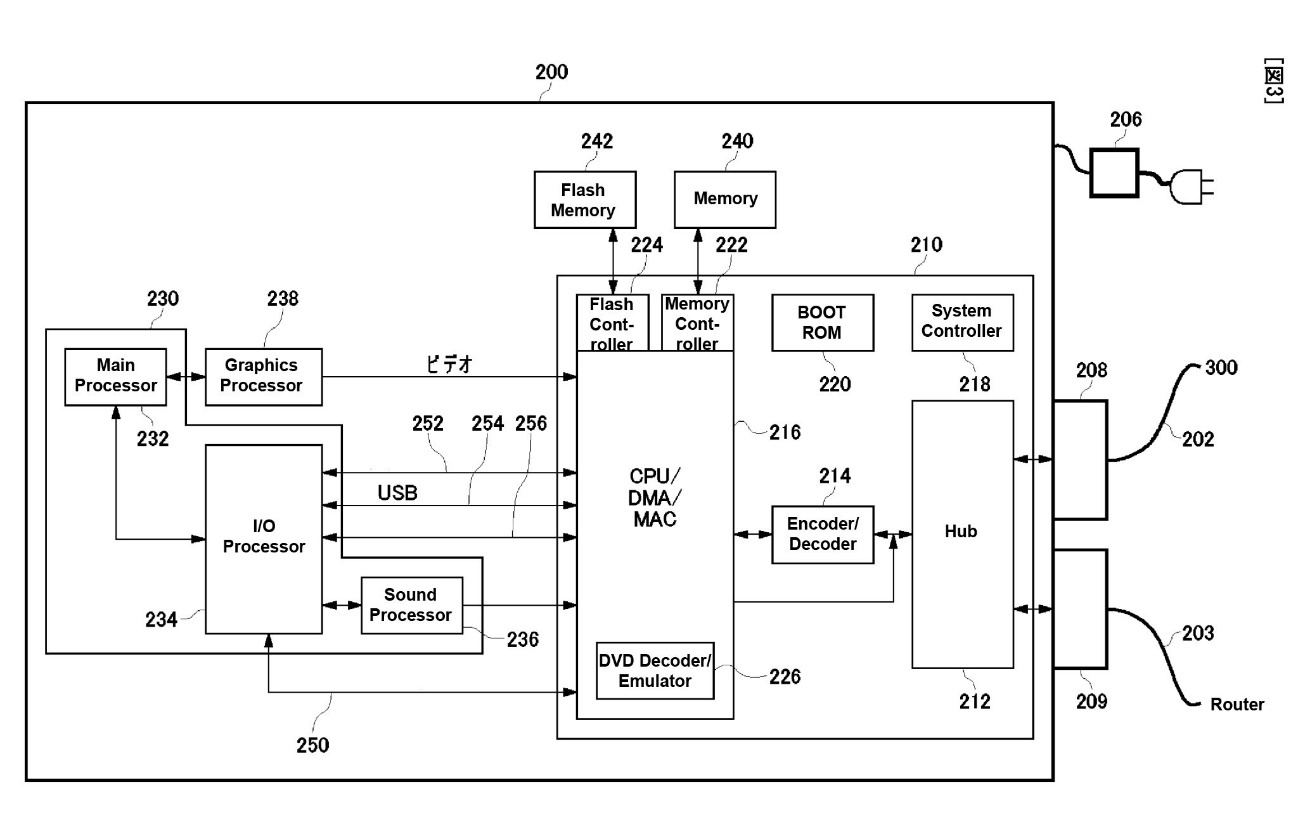 [図3]
200
206
242
240
Flash
Memory
Memory
224
222
210
230
238
Flash
Cont-
roller
Memory
Cont-
roller
BOOT
ROM
System
Controller
Main
Processor
Graphics
Processor
ビデオ
220
218
208
300
232
252
254
256
216
202
CPU/
DMA/
MAC
214
USB
I/O
Processor
Encoder/
Decoder
Hub
Sound
Processor
234
236
203
DVD Decoder/
Emulator
226
212
209
Router
250